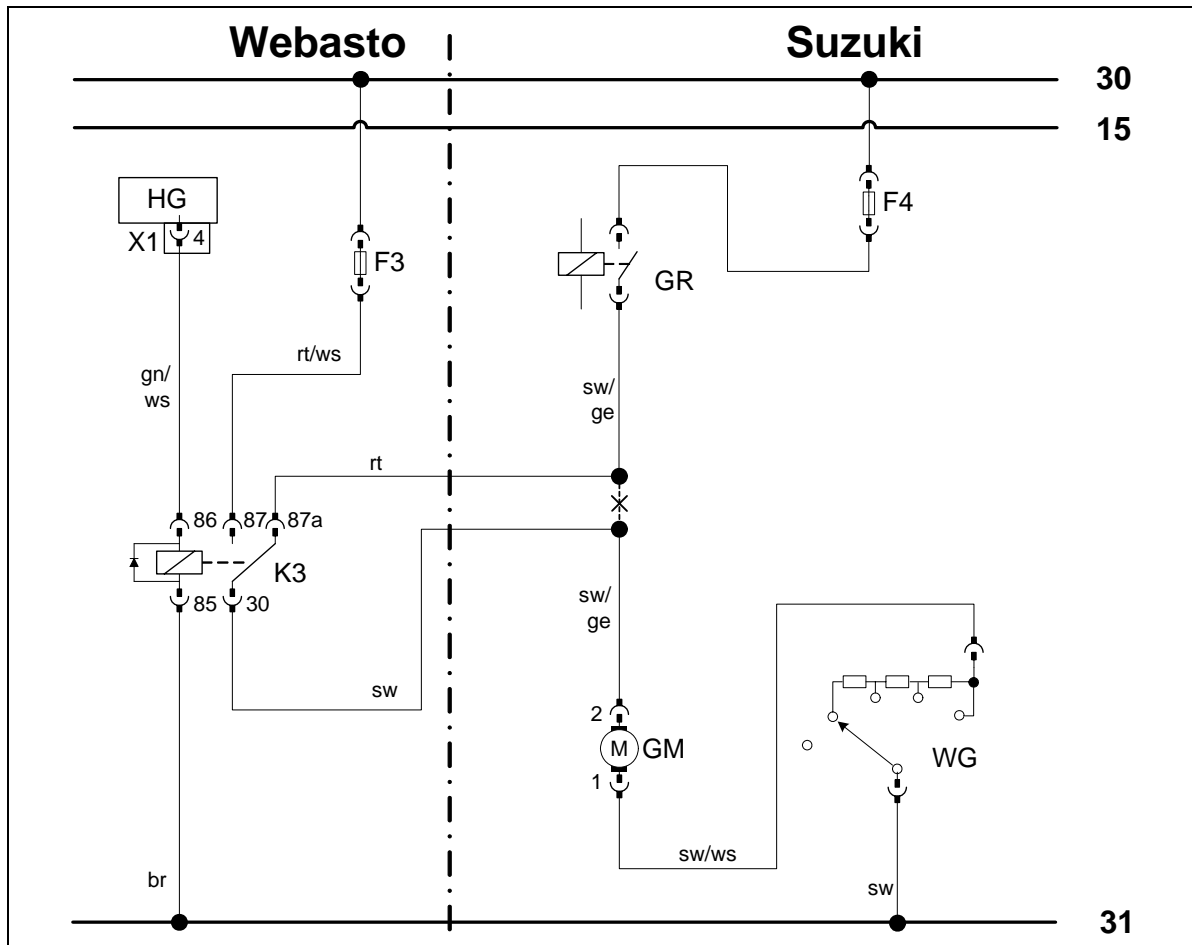 Webasto Suzuki
30
15
HG
X1 4
F3
F4
GR
rt/ws
gn/
ws
sw/
ge
rt
86 87 87a
K3
85 30
sw/
ge
sw
2
M GM
1
WG
sw/ws
br
sw
31